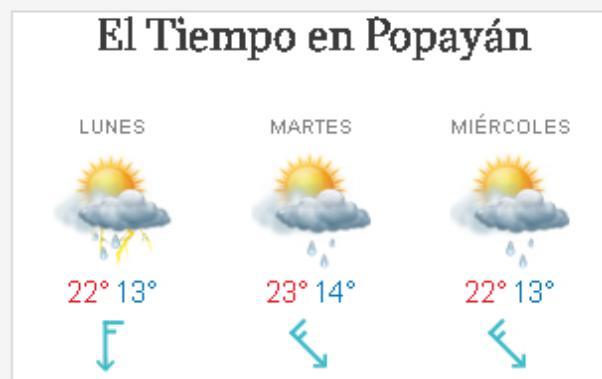 El Tiempo en Popayán
LUNES MARTES MIÉRCOLES
22° 13° 23° 14° 22° 13°